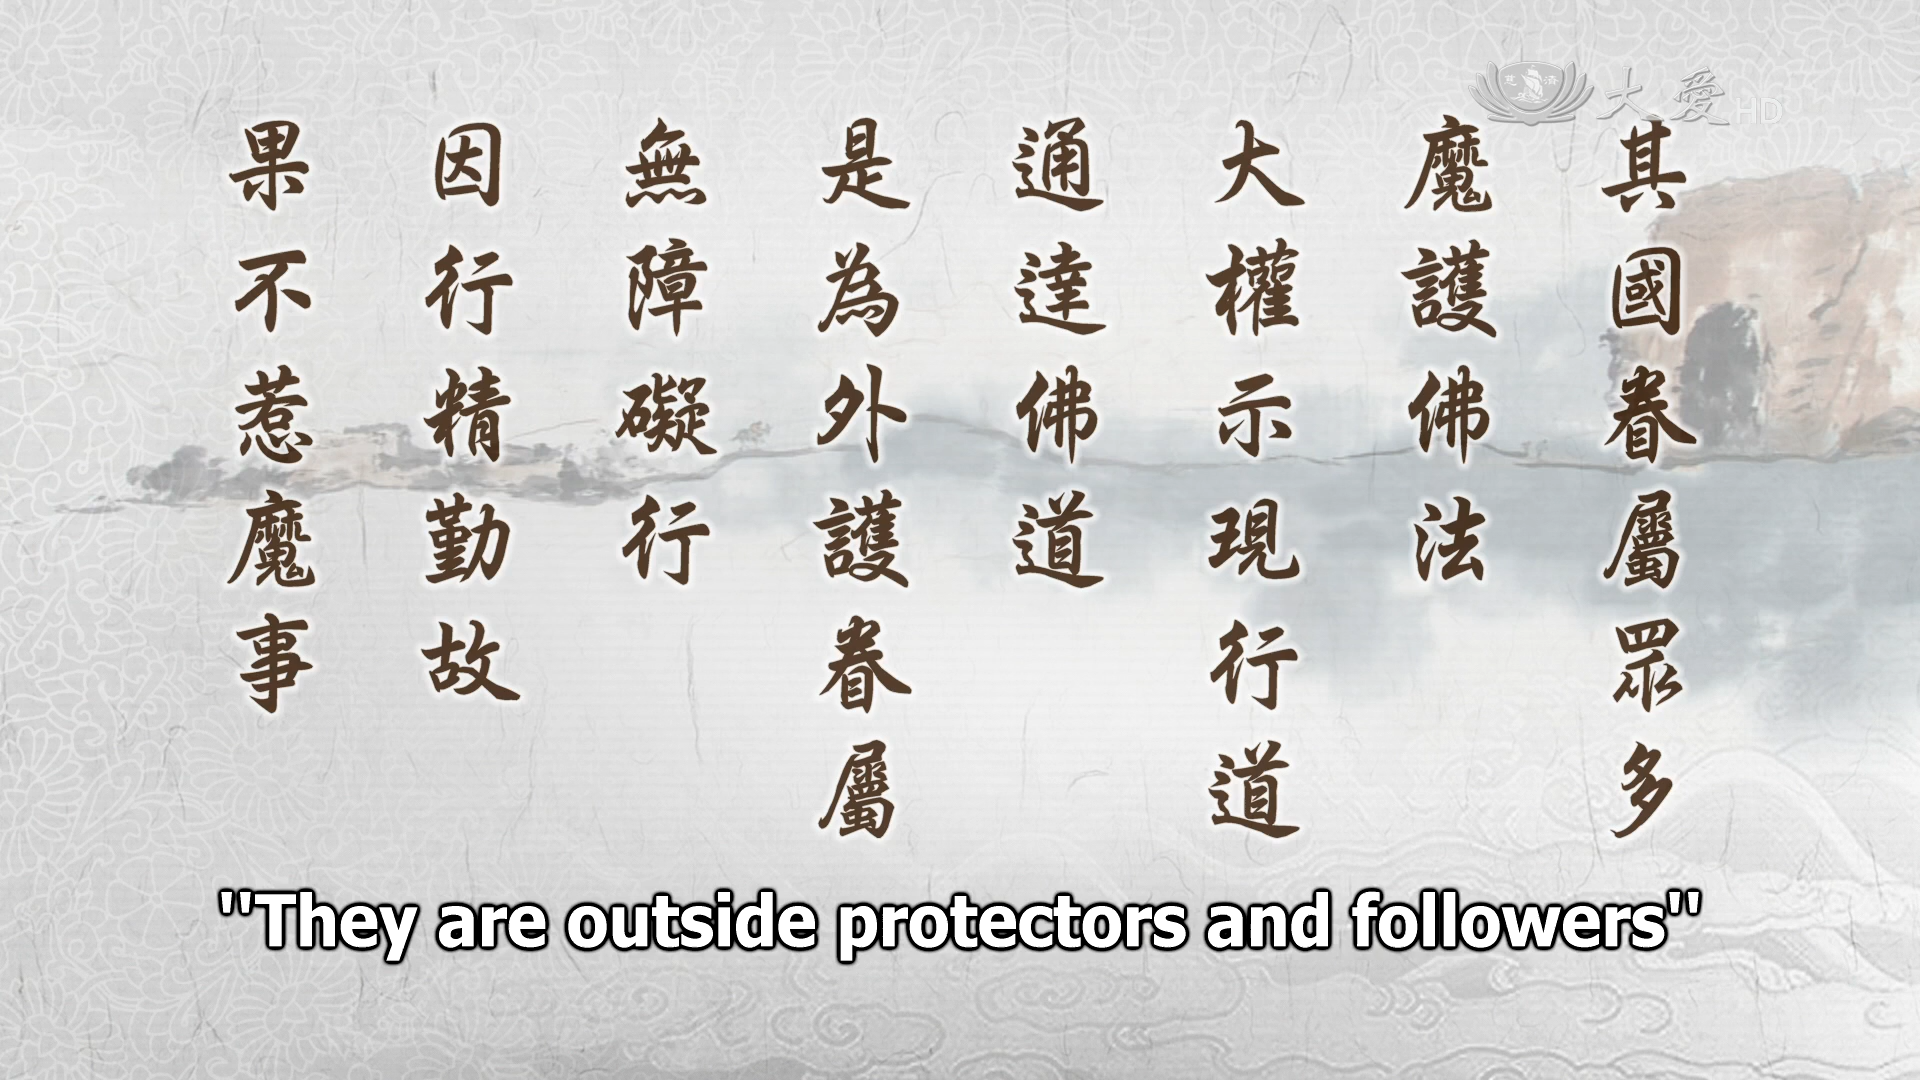 其國眷屬眾多
魔護佛法
大權示現行道
通達佛道
是為外護眷屬
無障礙行
因行精勤故
果不惹魔事
大愛HD
"They are outside protectors and followers"